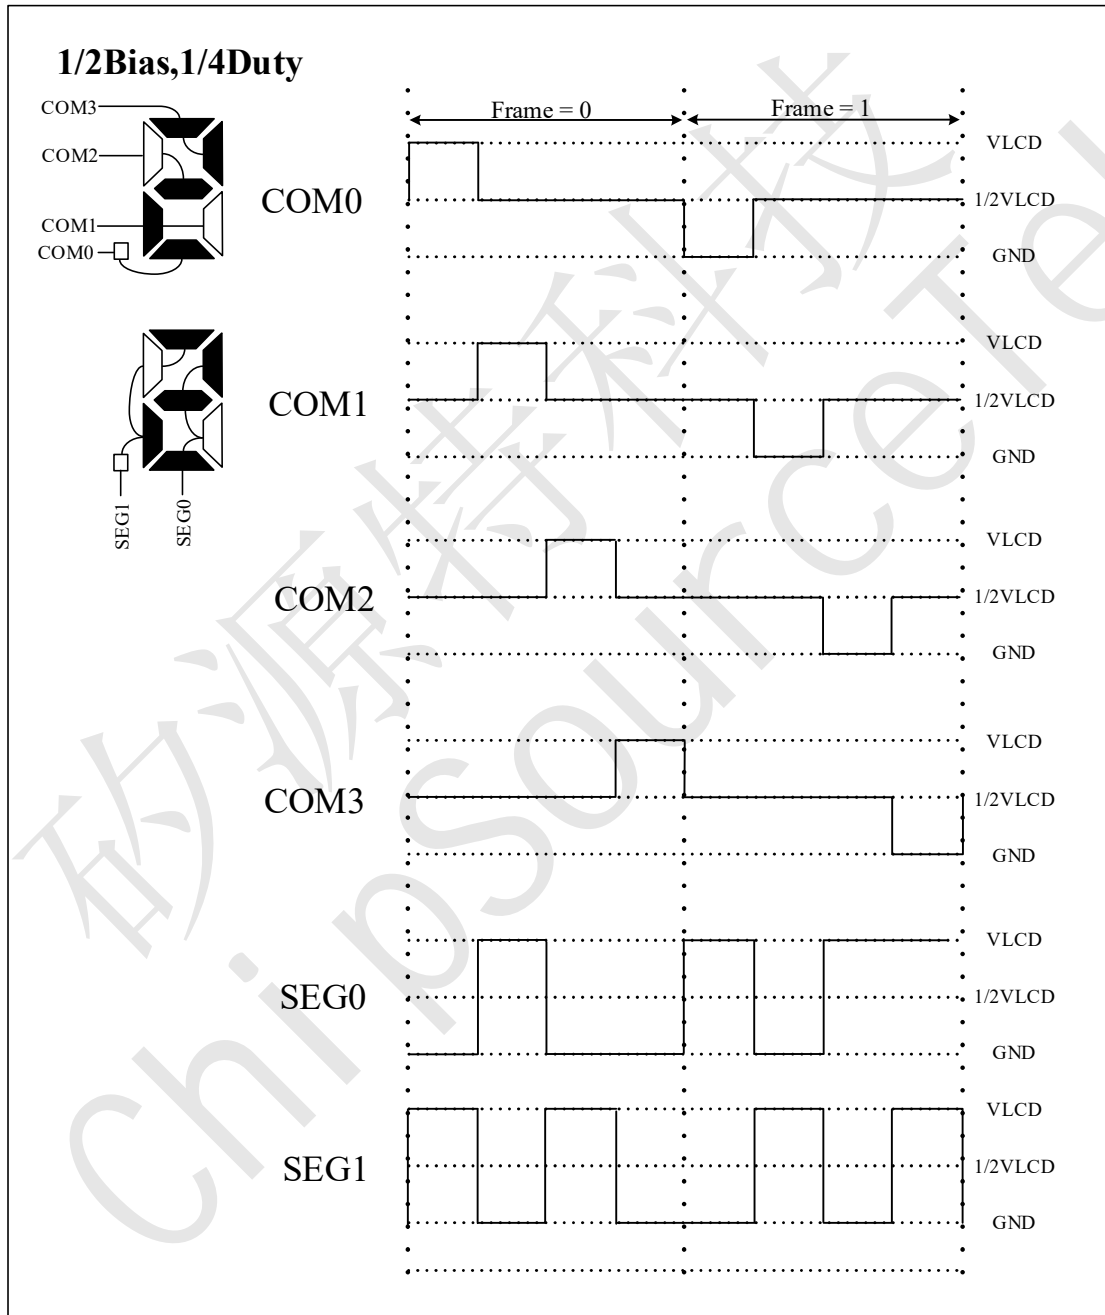 1/2Bias,1/4Duty
COM3
COM2
COM1
COM0
SEG1
SEG0
Frame = 0
Frame = 1
COM0
VLCD
1/2VLCD
GND
COM1
VLCD
1/2VLCD
GND
COM2
VLCD
1/2VLCD
GND
COM3
VLCD
1/2VLCD
GND
SEG0
VLCD
1/2VLCD
GND
SEG1
VLCD
1/2VLCD
GND
矽源特科技
ChipSourceTe